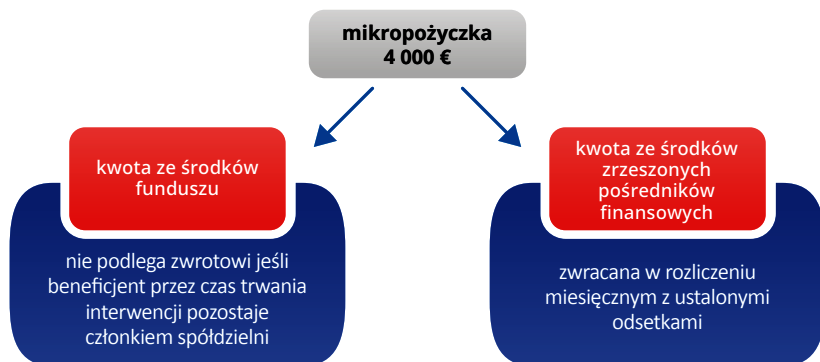 mikropożyczka
4 000 €
kwota ze środków
funduszu
nie podlega zwrotowi jeśli
beneficjent przez czas trwania
interwencji pozostaje
członkiem spółdzielni
kwota ze środków
zrzeszonych
pośredników
finansowych
zwracana w rozliczeniu
miesięcznym z ustalonymi
odsetkami